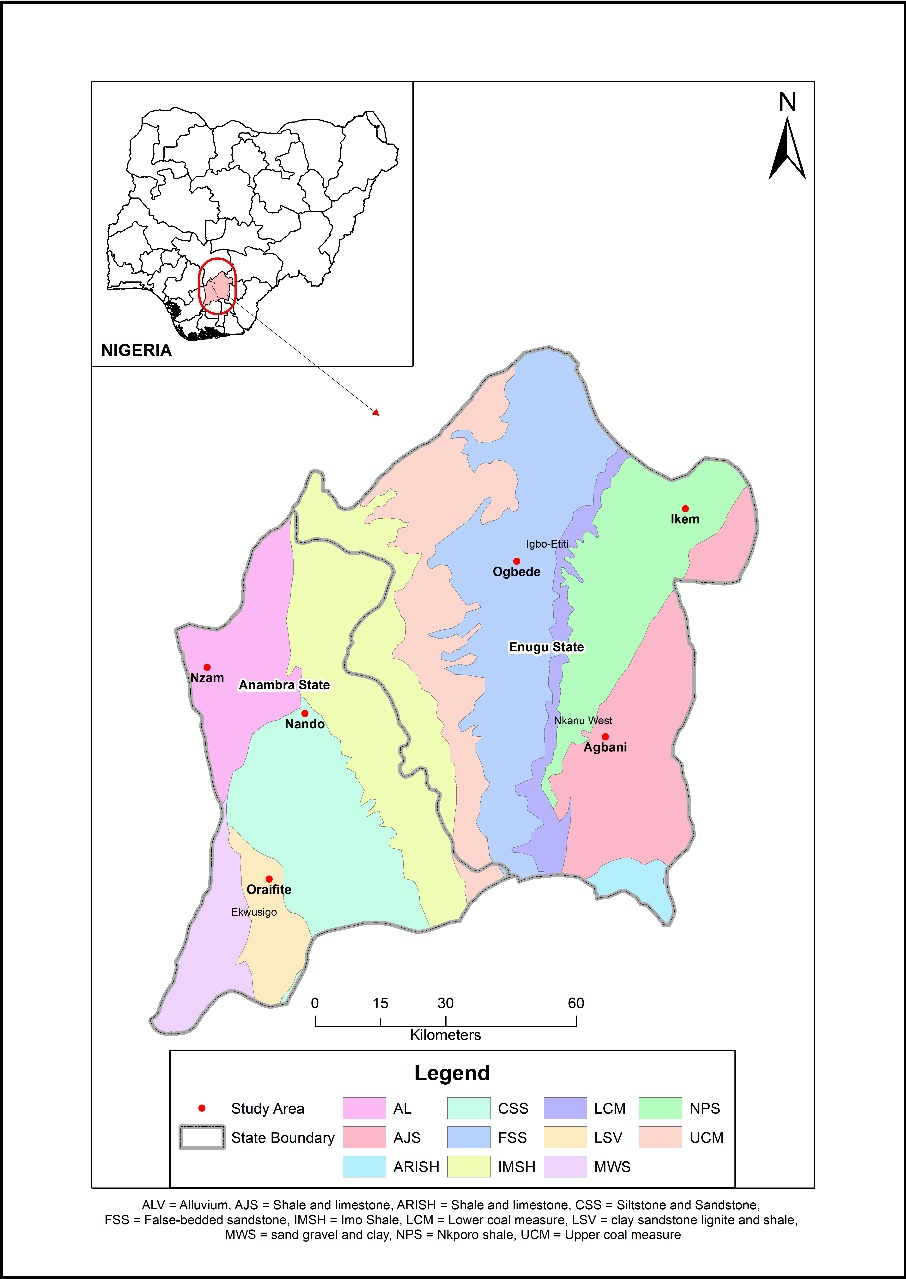 N
NIGERIA
Ikem
Igbo-Etiti
Ogbede
Enugu State
Nzam
Anambra State
Nando
Nkanu West
Agbani
Oraifite
Ekwusigo
0 15 30 60
Kilometers
Legend
Study Area AL CSS LCM NPS
State Boundary AJS FSS LSV UCM
ARISH IMSH MWS
ALV = Alluvium, AJS = Shale and limestone, ARISH = Shale and limestone, CSS = Siltstone and Sandstone,
FSS = False-bedded sandstone, IMSH = Imo Shale, LCM = Lower coal measure, LSV = clay sandstone lignite and shale,
MWS = sand gravel and clay, NPS = Nkporo shale, UCM = Upper coal measure